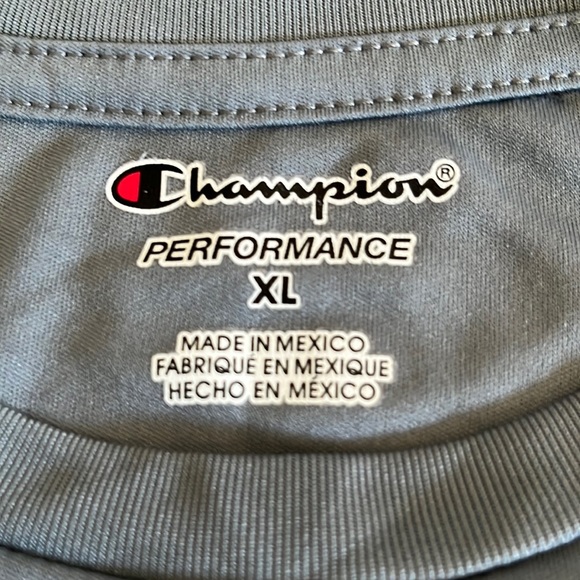 Champion®
PERFORMANCE
XL
MADE IN MEXICO
FABRIQUÉ EN MEXIQUE
HECHO EN MÉXICO